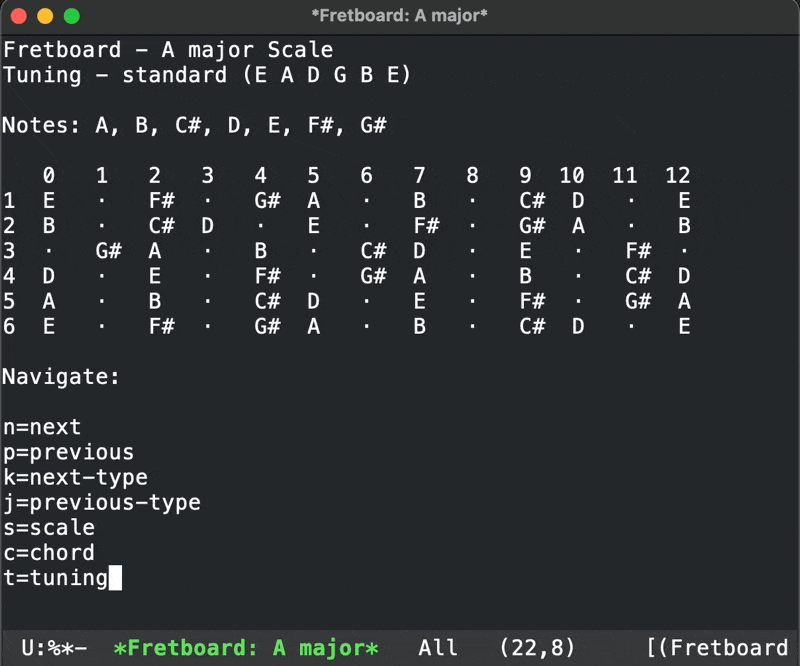 *Fretboard: A major*
Fretboard - A major Scale
Tuning - standard (E A D G B E)
Notes: A, B, C#, D, E, F#, G#
0 1 2 3 4 5 6 7 8 9 10 11 12
1 E · F# · G# A · B · C# D · E
2 B · C# D · E · F# · G# A · B
3 · G# A · B · C# D · E · F# ·
4 D · E · F# · G# A · B · C# D
5 A · B · C# D · E · F# · G# A
6 E · F# · G# A · B · C# D · E
Navigate:
n=next
p=previous
k=next-type
j=previous-type
s=scale
c=chord
t=tuning
U:%*- *Fretboard: A major* All (22,8) [(Fretboard